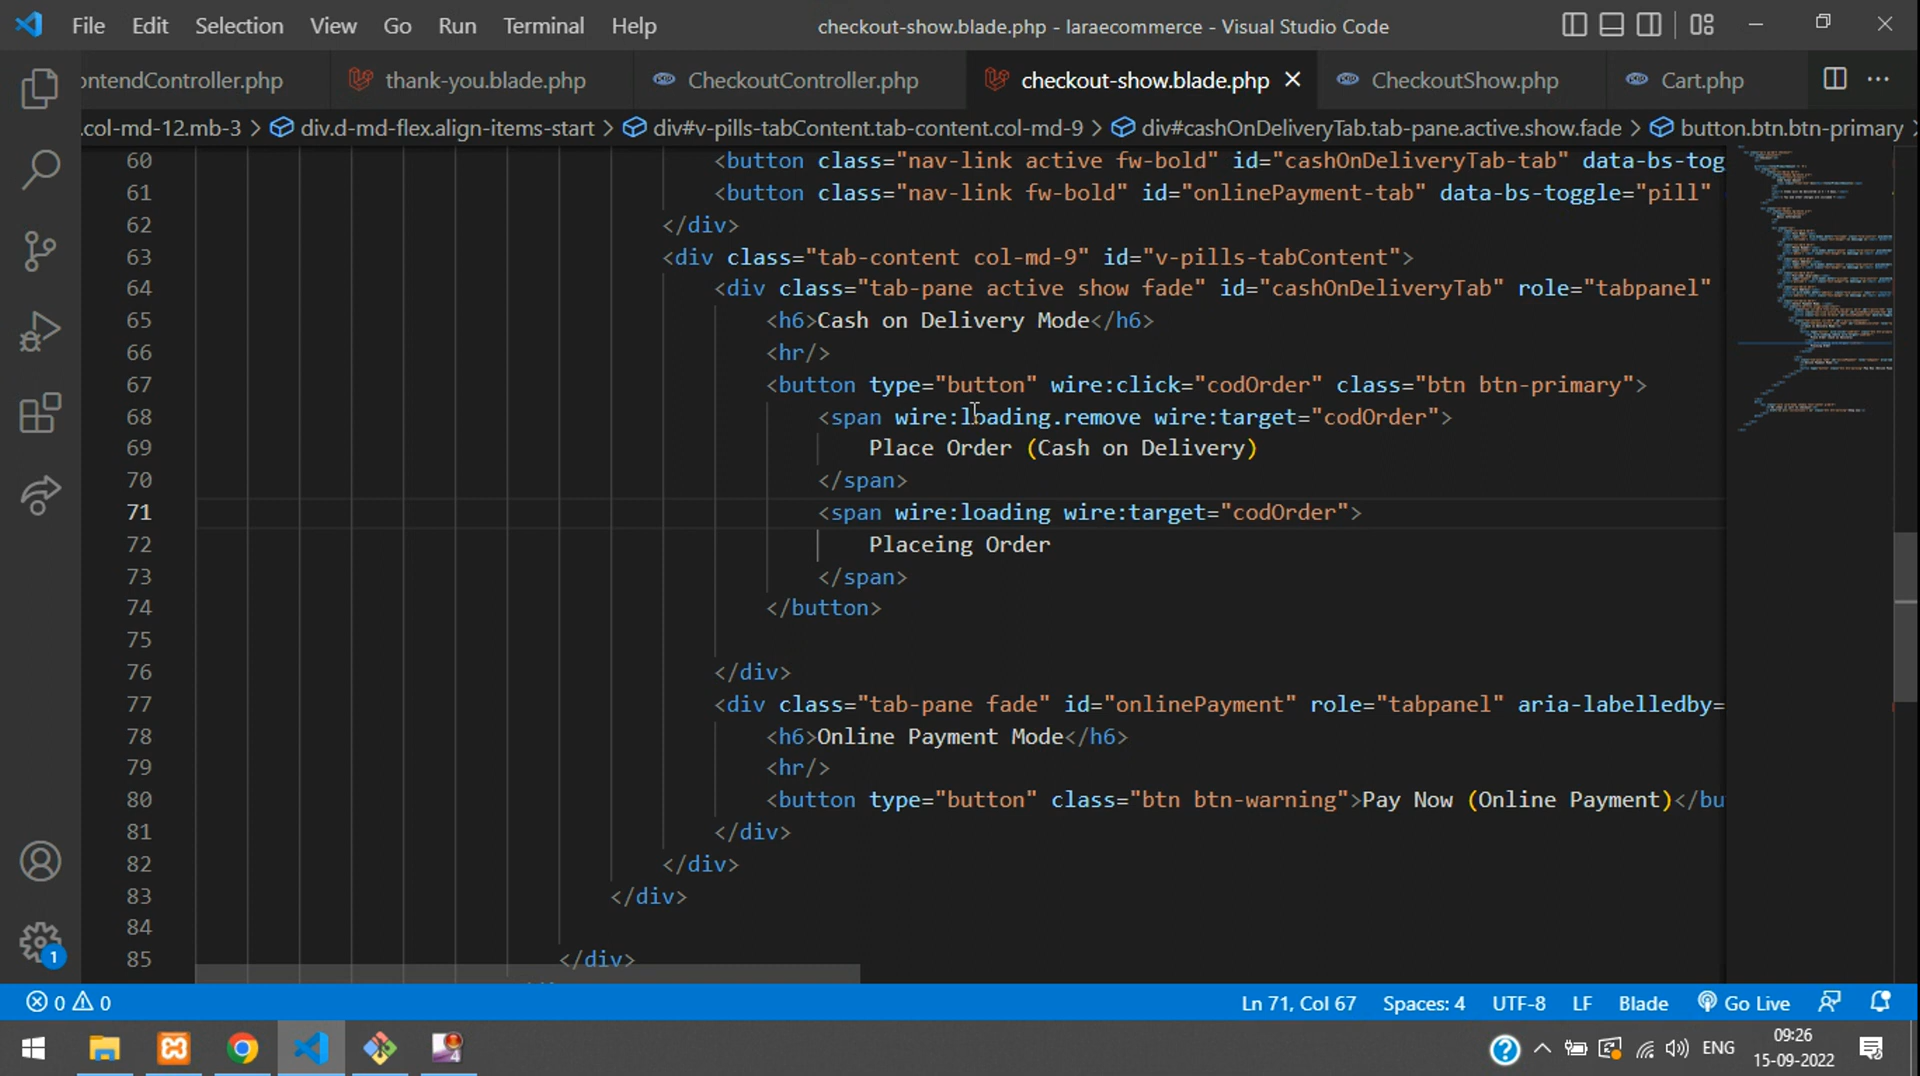 File Edit Selection View Go Run Terminal Help checkout-show.blade.php - laraecommerce - Visual Studio Code
ontendController.php thank-you.blade.php CheckoutController.php checkout-show.blade.php CheckoutShow.php Cart.php
.col-md-12.mb-3 > div.d-md-flex.align-items-start > div#v-pills-tabContent.tab-content.col-md-9 > div#cashOnDeliveryTab.tab-pane.active.show.fade > button.btn.btn-primary >
60 <button class="nav-link active fw-bold" id="cashOnDeliveryTab-tab" data-bs-tog
61 <button class="nav-link fw-bold" id="onlinePayment-tab" data-bs-toggle="pill"
62 </div>
63 <div class="tab-content col-md-9" id="v-pills-tabContent">
64 <div class="tab-pane active show fade" id="cashOnDeliveryTab" role="tabpanel"
65 <h6>Cash on Delivery Mode</h6>
66 <hr/>
67 <button type="button" wire:click="codOrder" class="btn btn-primary">
68 <span wire:loading.remove wire:target="codOrder">
69 Place Order (Cash on Delivery)
70 </span>
71 <span wire:loading wire:target="codOrder">
72 Placeing Order
73 </span>
74 </button>
75
76 </div>
77 <div class="tab-pane fade" id="onlinePayment" role="tabpanel" aria-labelledby=
78 <h6>Online Payment Mode</h6>
79 <hr/>
80 <button type="button" class="btn btn-warning">Pay Now (Online Payment)</bu
81 </div>
82 </div>
83 </div>
84
85 </div>
1
0 0 Ln 71, Col 67 Spaces: 4 UTF-8 LF Blade Go Live
4 ENG 09:26
15-09-2022